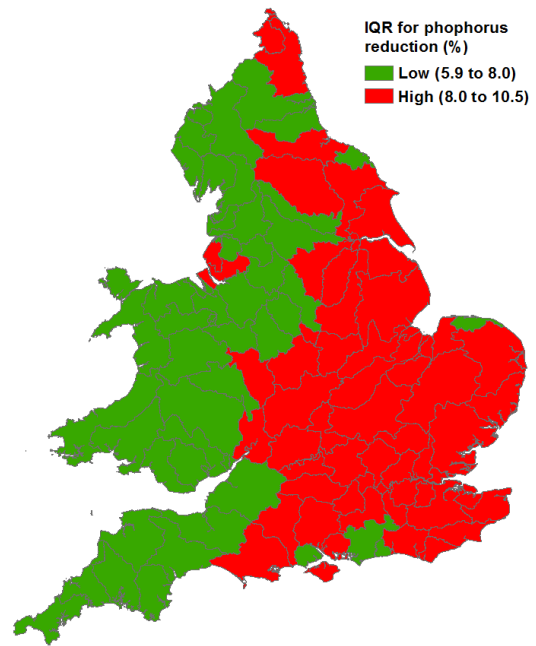 IQR for phophorus
reduction (%)
Low (5.9 to 8.0)
High (8.0 to 10.5)